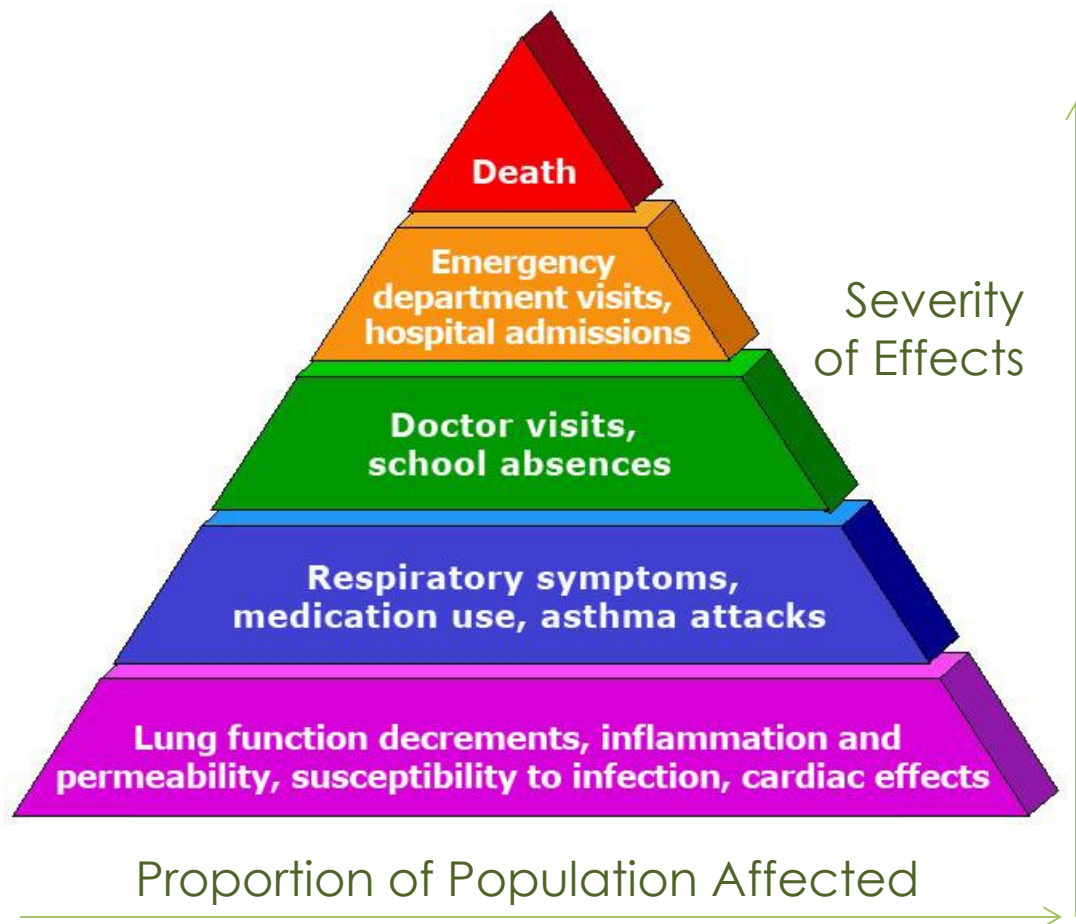 Death
Emergency
department visits,
hospital admissions
Severity
of Effects
Doctor visits,
school absences
Respiratory symptoms,
medication use, asthma attacks
Lung function decrements, inflammation and
permeability, susceptibility to infection, cardiac effects
Proportion of Population Affected